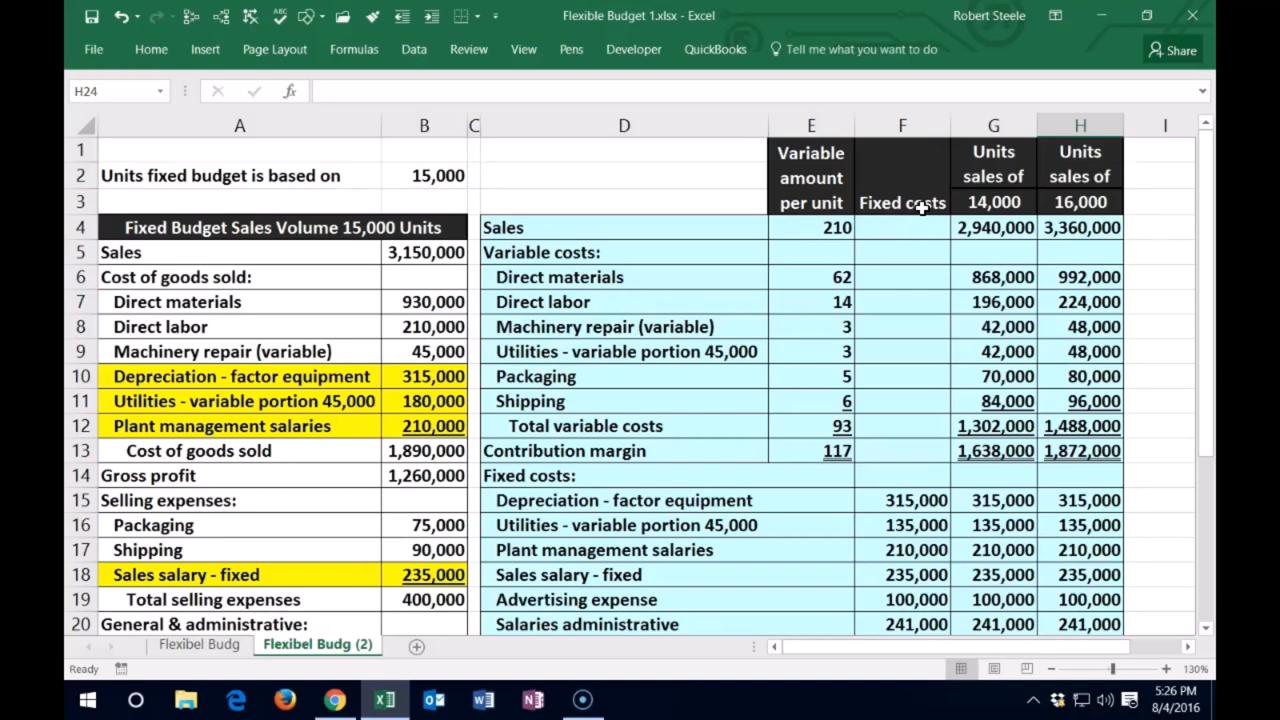 Flexible Budget 1.xlsx - Excel
Robert Steele
File Home Insert Page Layout Formulas Data Review View Pens Developer QuickBooks Tell me what you want to do Share
H24 fx
A B C D E F G H I
1 Variable Units Units
2 Units fixed budget is based on 15,000 amount sales of sales of
3 per unit Fixed costs 14,000 16,000
4 Fixed Budget Sales Volume 15,000 Units Sales 210 2,940,000 3,360,000
5 Sales 3,150,000 Variable costs:
6 Cost of goods sold: Direct materials 62 868,000 992,000
7 Direct materials 930,000 Direct labor 14 196,000 224,000
8 Direct labor 210,000 Machinery repair (variable) 3 42,000 48,000
9 Machinery repair (variable) 45,000 Utilities - variable portion 45,000 3 42,000 48,000
10 Depreciation - factor equipment 315,000 Packaging 5 70,000 80,000
11 Utilities - variable portion 45,000 180,000 Shipping 6 84,000 96,000
12 Plant management salaries 210,000 Total variable costs 93 1,302,000 1,488,000
13 Cost of goods sold 1,890,000 Contribution margin 117 1,638,000 1,872,000
14 Gross profit 1,260,000 Fixed costs:
15 Selling expenses: Depreciation - factor equipment 315,000 315,000 315,000
16 Packaging 75,000 Utilities - variable portion 45,000 135,000 135,000 135,000
17 Shipping 90,000 Plant management salaries 210,000 210,000 210,000
18 Sales salary - fixed 235,000 Sales salary - fixed 235,000 235,000 235,000
19 Total selling expenses 400,000 Advertising expense 100,000 100,000 100,000
20 General & administrative: Salaries administrative 241,000 241,000 241,000
Flexibel Budg Flexibel Budg (2)
Ready 130%
5:26 PM
8/4/2016